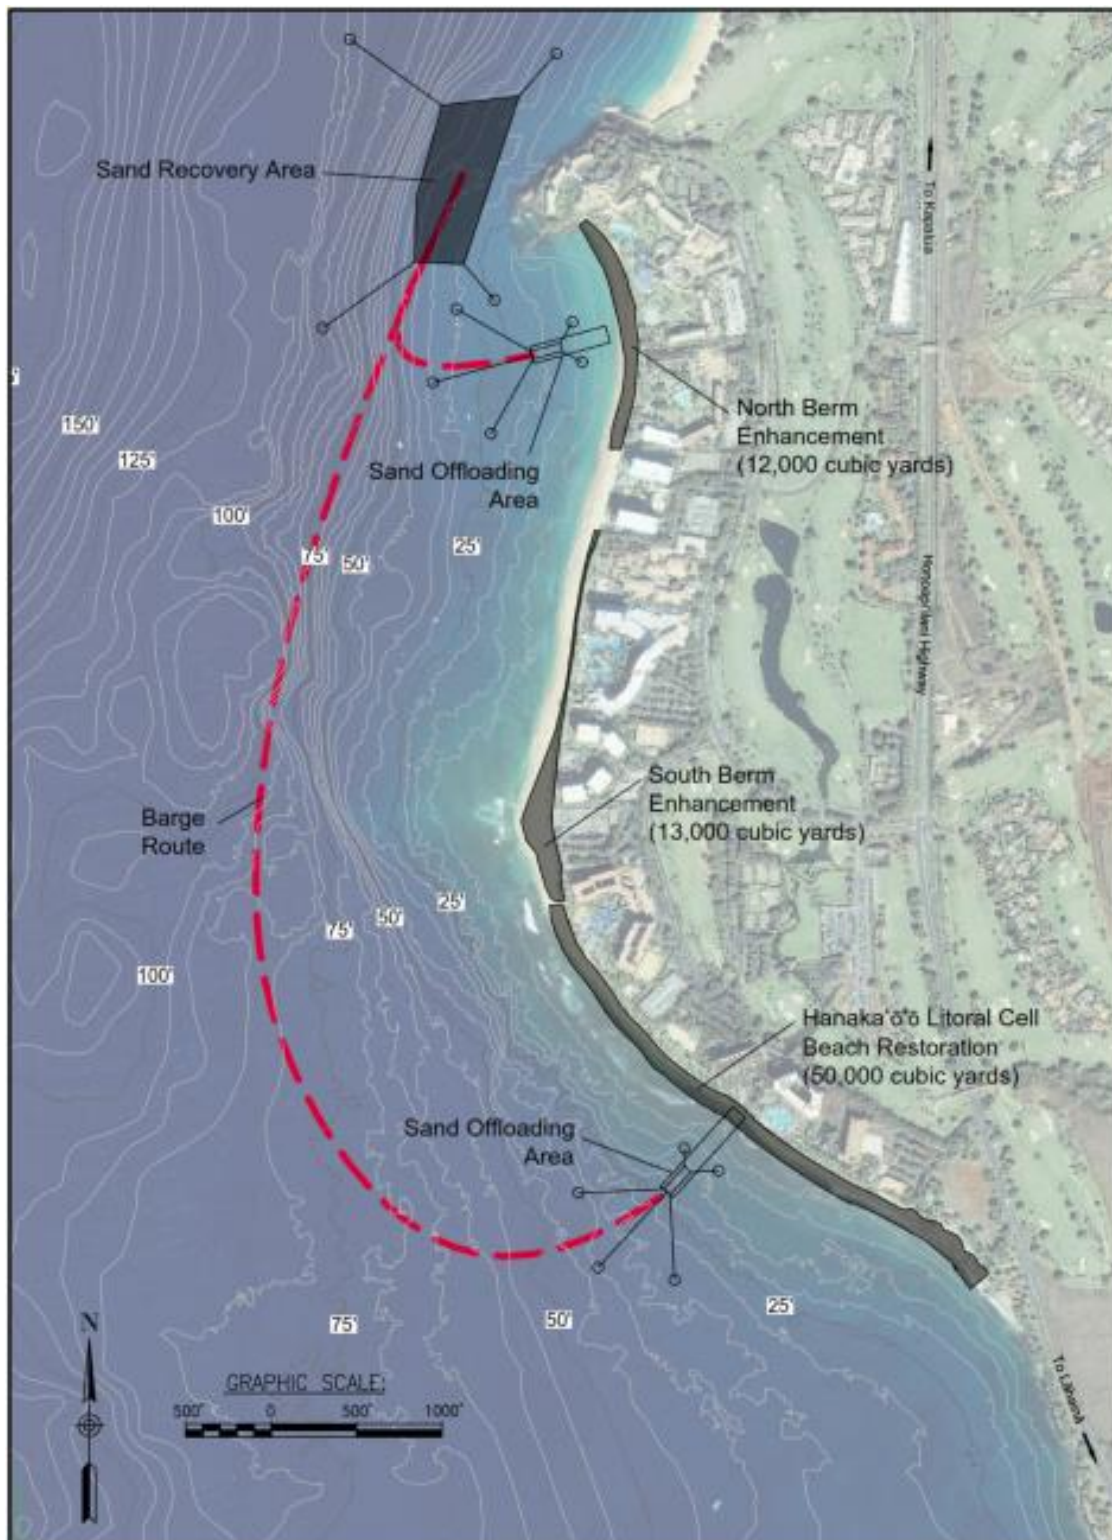 To Kapalua
Sand Recovery Area
North Berm
Enhancement
(12,000 cubic yards)
150'
125'
Sand Offloading
Area
100'
75'
50'
25'
Honoapi'ilani Highway
South Berm
Enhancement
(13,000 cubic yards)
Barge
Route
25'
50'
75'
100'
Hanaka'ō'ō Litoral Cell
Beach Restoration
(50,000 cubic yards)
Sand Offloading
Area
75'
50'
25'
N
GRAPHIC SCALE:
500'
0
500'
1000'
To Lāhainā